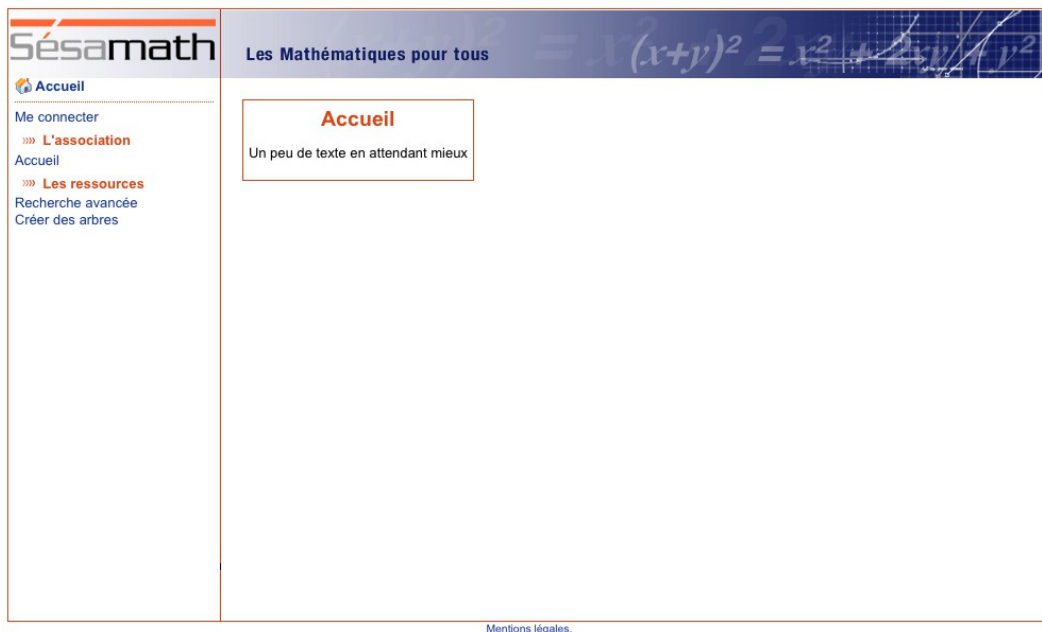 Sésamath
Les Mathématiques pour tous
(x+y)² = x² + 2xy + y²
Accueil
Me connecter
»»» L'association
Accueil
»»» Les ressources
Recherche avancée
Créer des arbres
Accueil
Un peu de texte en attendant mieux
Mentions légales.